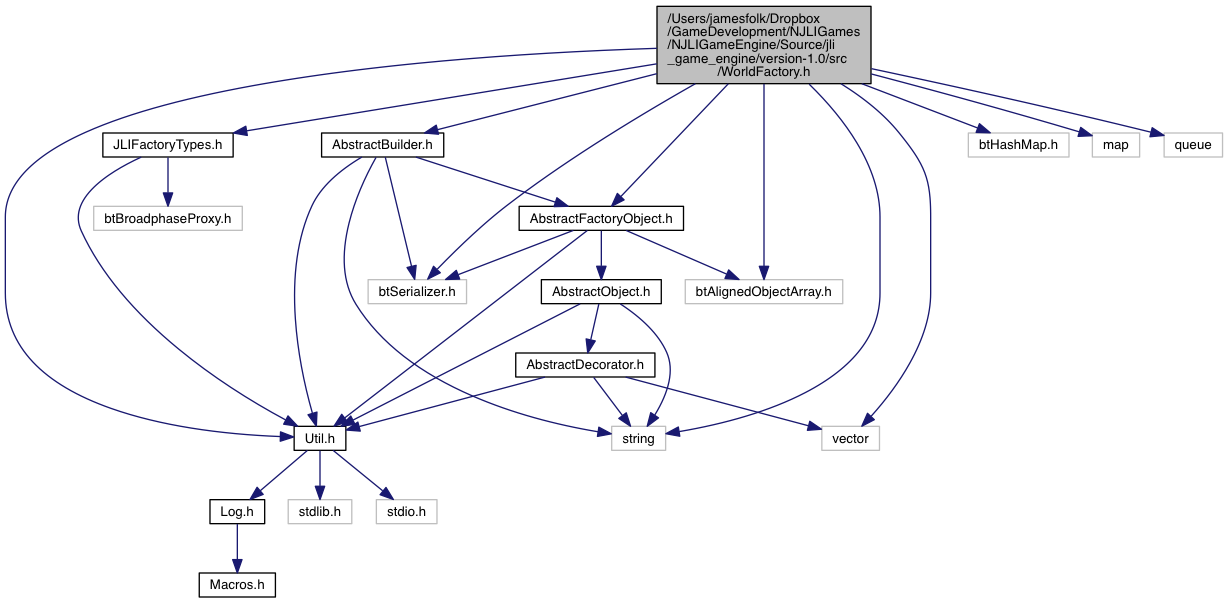 /Users/jamesfolk/Dropbox
/GameDevelopment/NJLIGames
/NJLIGameEngine/Source/jli
_game_engine/version-1.0/src
/WorldFactory.h
JLIFactoryTypes.h
AbstractBuilder.h
btHashMap.h
map
queue
btBroadphaseProxy.h
AbstractFactoryObject.h
btSerializer.h
AbstractObject.h
btAlignedObjectArray.h
AbstractDecorator.h
Util.h
string
vector
Log.h
stdlib.h
stdio.h
Macros.h